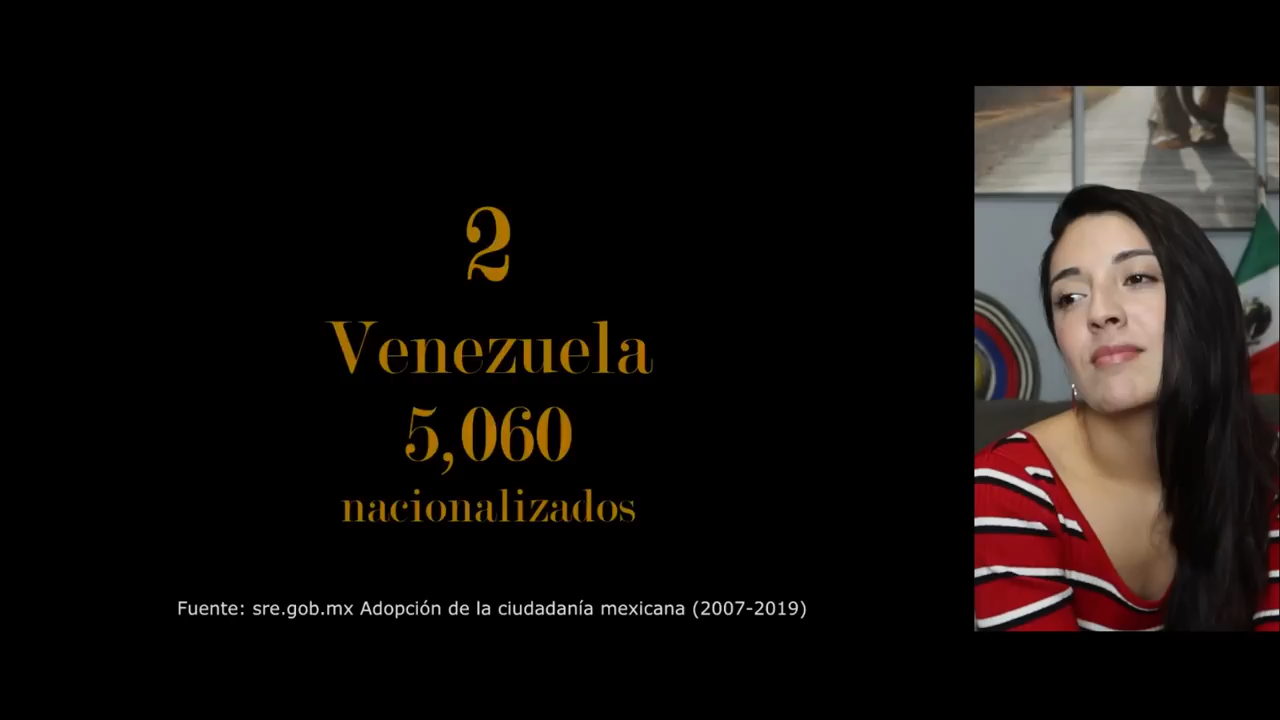 2
Venezuela
5,060
nacionalizados
Fuente: sre.gob.mx Adopción de la ciudadanía mexicana (2007-2019)